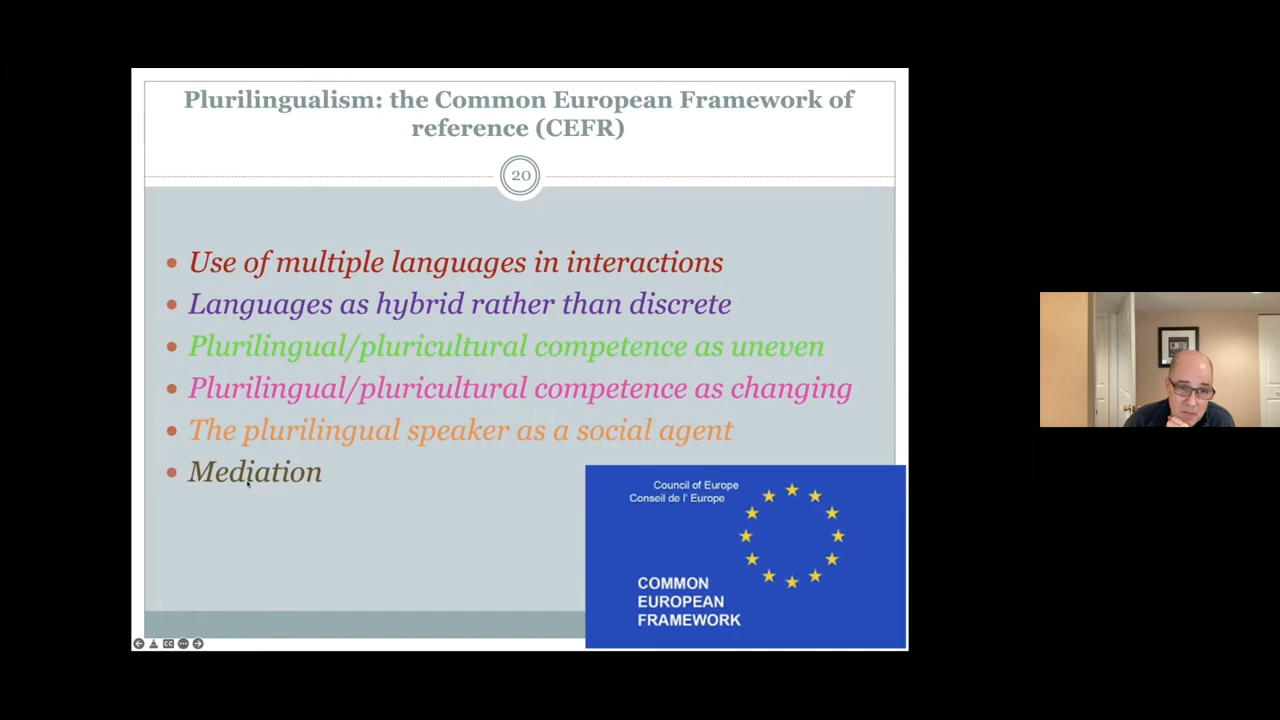 Plurilingualism: the Common European Framework of
reference (CEFR)
20
Use of multiple languages in interactions
Languages as hybrid rather than discrete
Plurilingual/pluricultural competence as uneven
Plurilingual/pluricultural competence as changing
The plurilingual speaker as a social agent
Mediation
Council of Europe
Conseil de l' Europe
COMMON
EUROPEAN
FRAMEWORK
CC